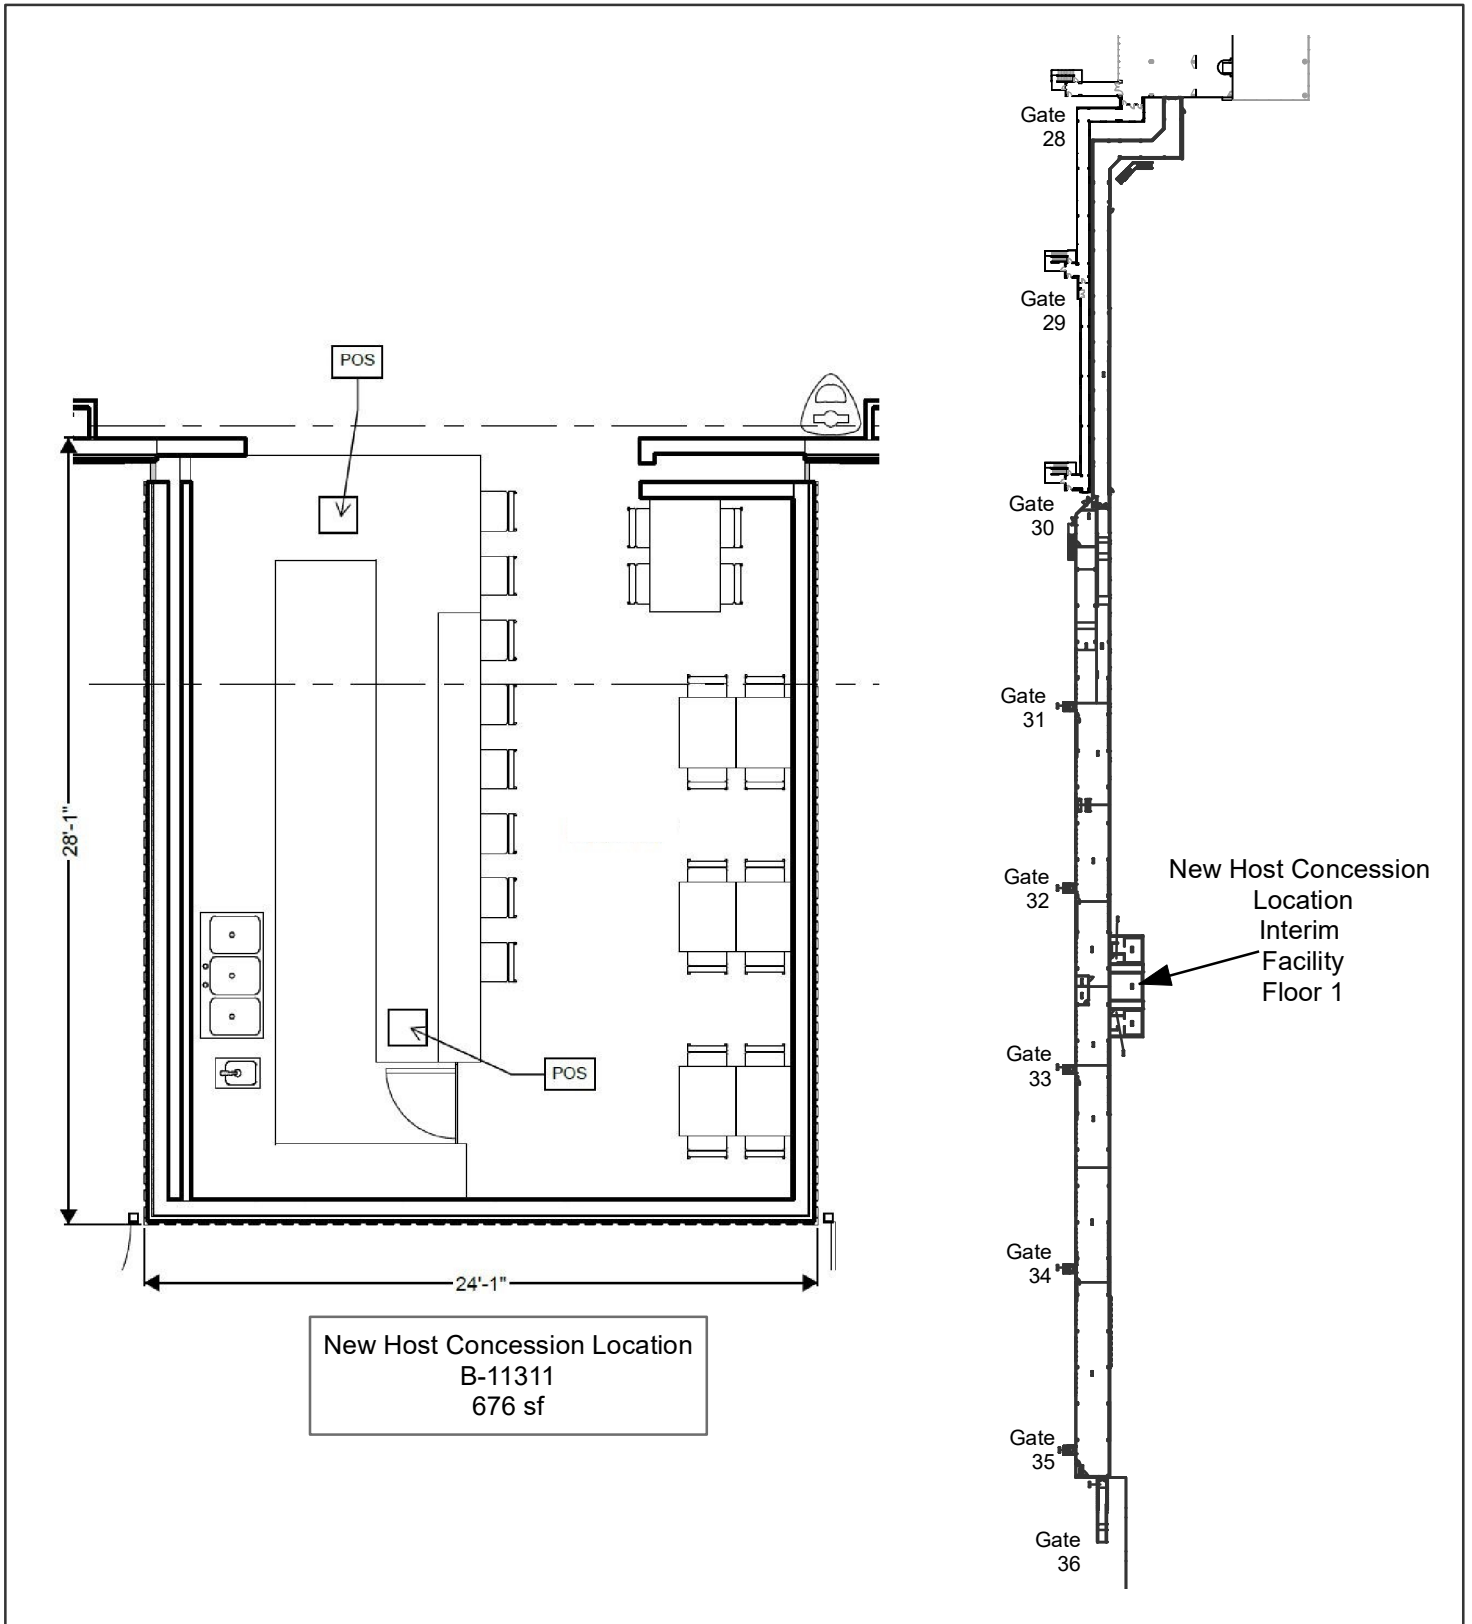 POS
28'-1"
POS
24'-1"
New Host Concession Location
B-11311
676 sf
Gate
28
Gate
29
Gate
30
Gate
31
Gate
32
New Host Concession
Location
Interim
Facility
Floor 1
Gate
33
Gate
34
Gate
35
Gate
36